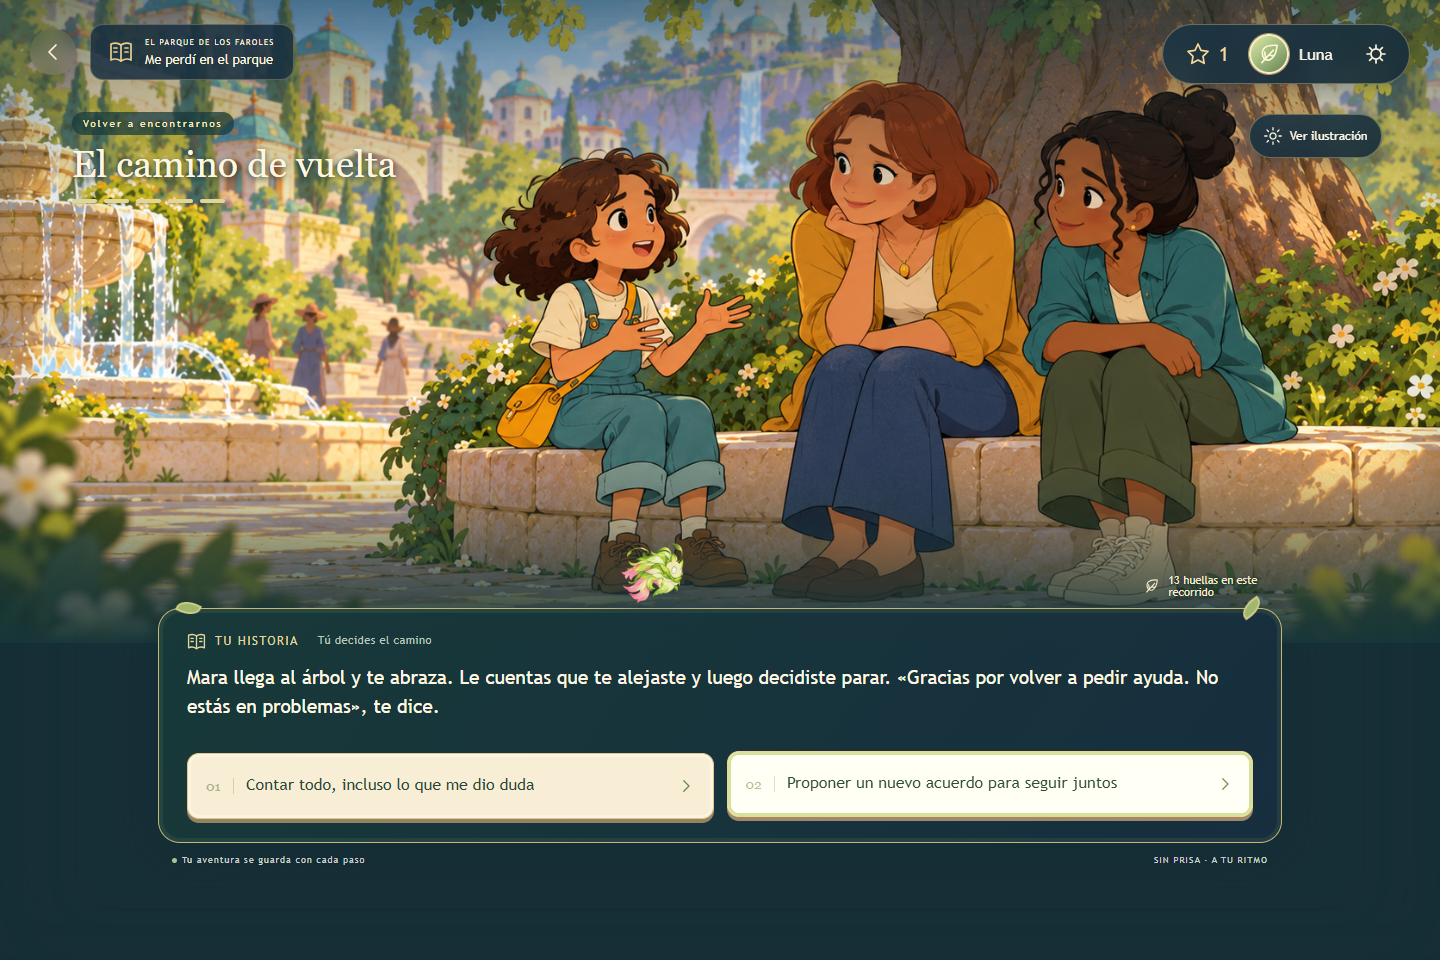 EL PARQUE DE LOS FAROLES
Me perdí en el parque
1
Luna
Volver a encontrarnos
Ver ilustración
El camino de vuelta
13 huellas en este
recorrido
TU HISTORIA
Tú decides el camino
Mara llega al árbol y te abraza. Le cuentas que te alejaste y luego decidiste parar. «Gracias por volver a pedir ayuda. No
estás en problemas», te dice.
01
Contar todo, incluso lo que me dio duda
02
Proponer un nuevo acuerdo para seguir juntos
Tu aventura se guarda con cada paso
SIN PRISA - A TU RITMO